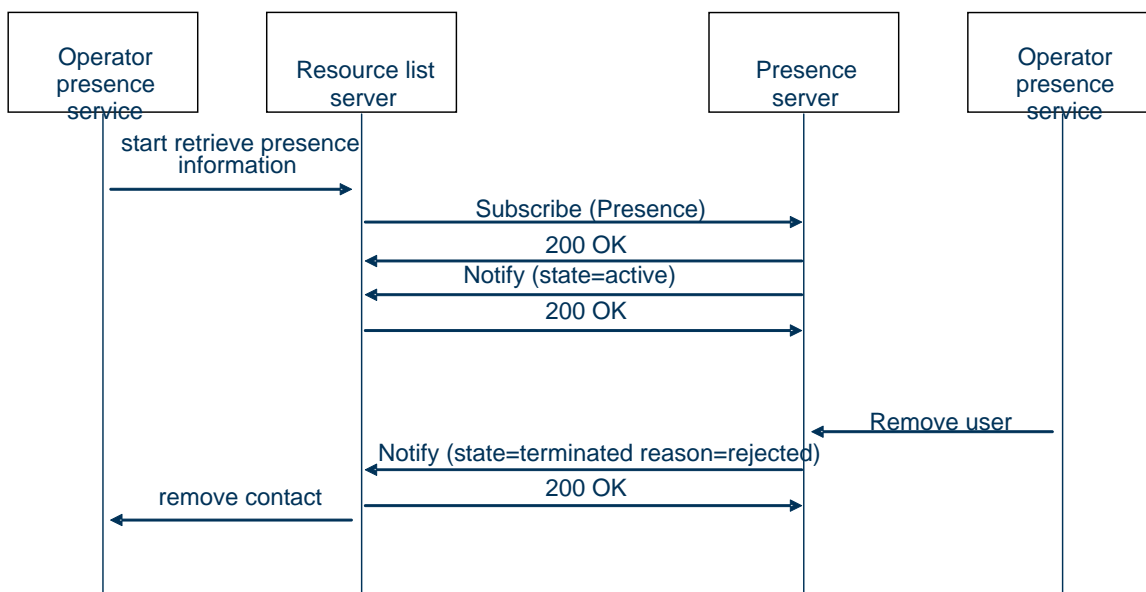 Operator
presence
service
Resource list
server
Presence
server
Operator
presence
service
start retrieve presence
information
Subscribe (Presence)
200 OK
Notify (state=active)
200 OK
Remove user
Notify (state=terminated reason=rejected)
200 OK
remove contact